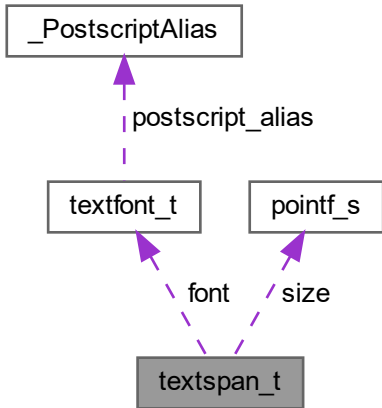 _PostscriptAlias
postscript_alias
textfont_t
pointf_s
font
size
textspan_t